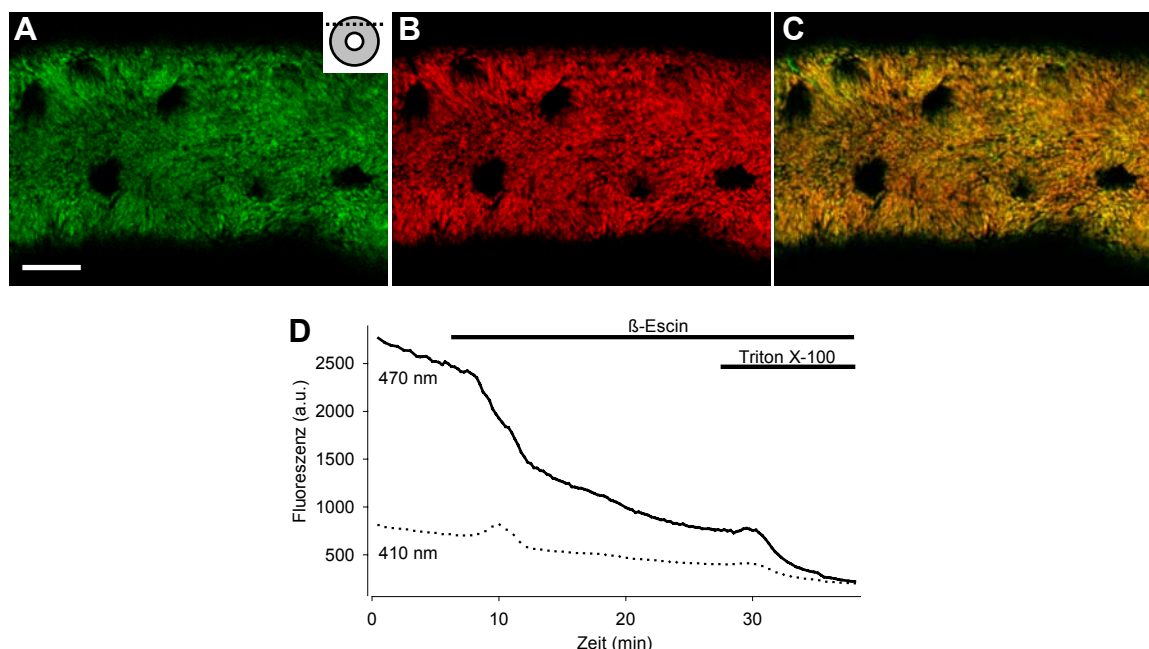 A
B
C
D
ß-Escin
Triton X-100
470 nm
410 nm
Fluoreszenz (a.u.)
2500
2000
1500
1000
500
0
10
20
30
Zeit (min)